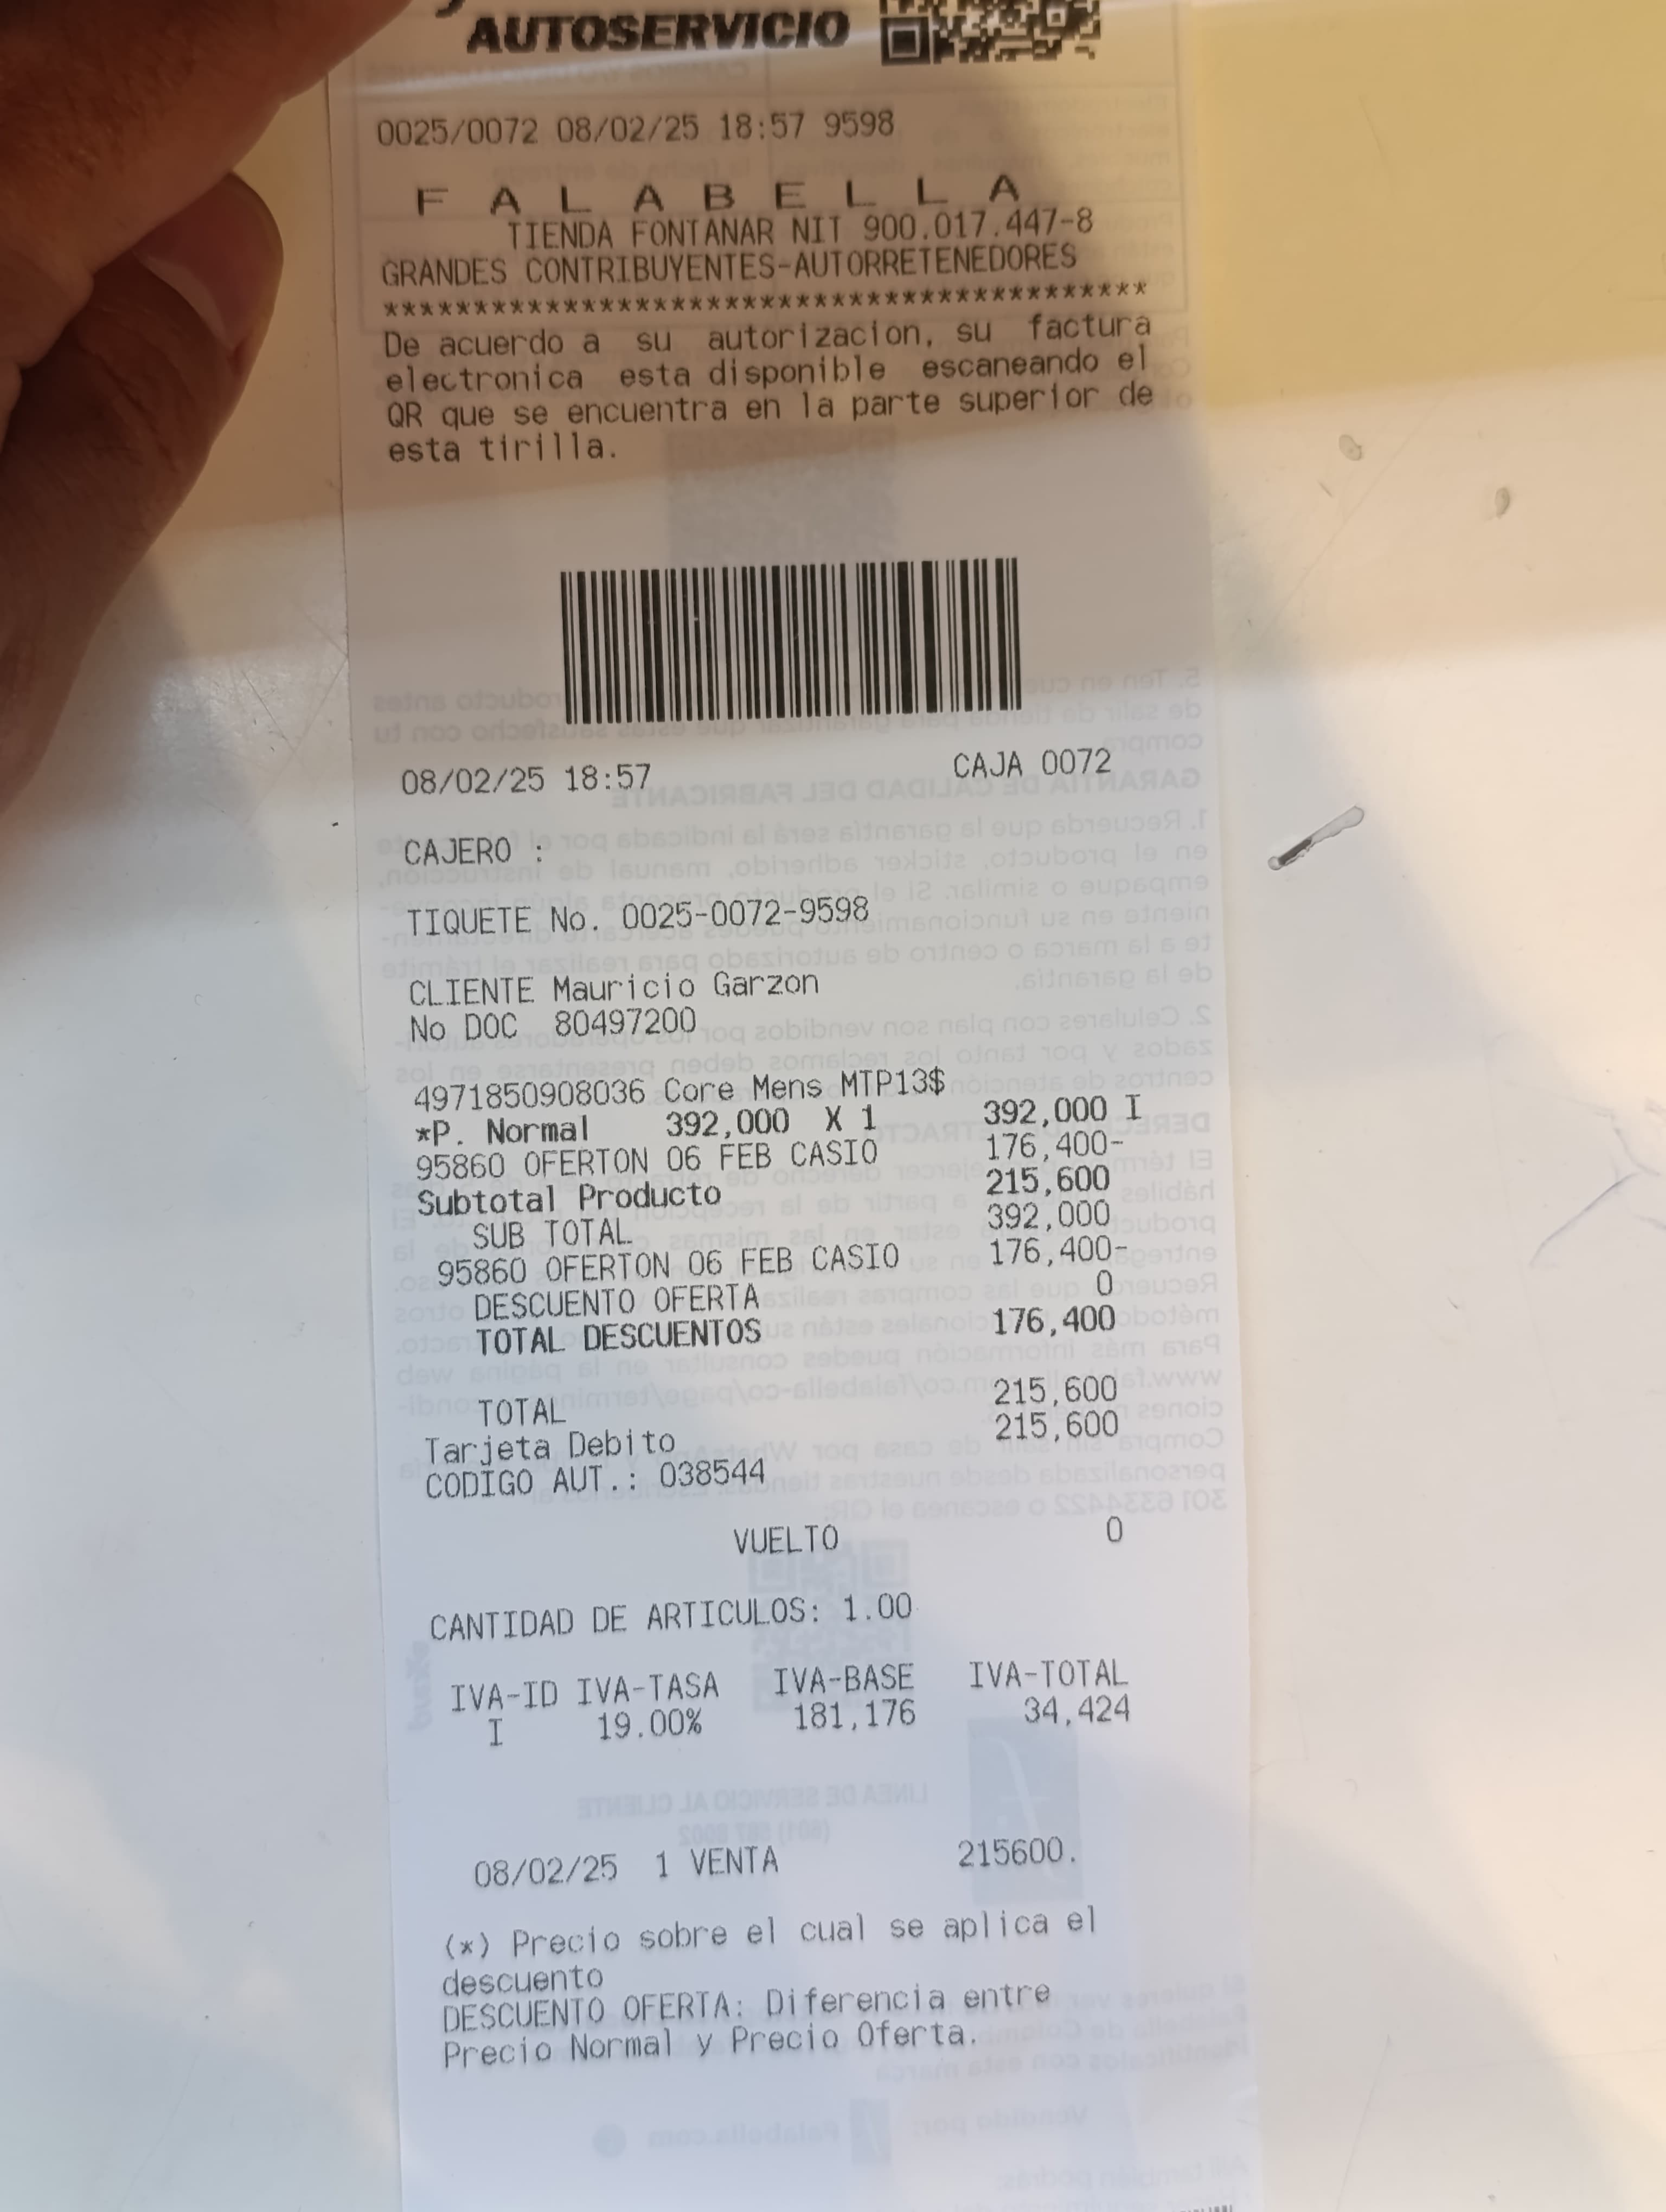 AUTOSERVICIO
0025/0072 08/02/25 18:57 9598
F A L A B E L L A
TIENDA FONTANAR NIT 900.017.447-8
GRANDES CONTRIBUYENTES-AUTORRETENEDORES
******************************************
De acuerdo a su autorizacion, su factura
electronica esta disponible escaneando el
QR que se encuentra en la parte superior de
esta tirilla.
08/02/25 18:57 CAJA 0072
CAJERO :
TIQUETE No. 0025-0072-9598
CLIENTE Mauricio Garzon
No DOC 80497200
4971850908036 Core Mens MTP13$
*P. Normal 392,000 X 1 392,000 I
95860 OFERTON 06 FEB CASIO 176,400-
Subtotal Producto 215,600
SUB TOTAL 392,000
95860 OFERTON 06 FEB CASIO 176,400-
DESCUENTO OFERTA 0
TOTAL DESCUENTOS 176,400
TOTAL 215,600
Tarjeta Debito 215,600
CODIGO AUT.: 038544
VUELTO 0
CANTIDAD DE ARTICULOS: 1.00
IVA-ID IVA-TASA IVA-BASE IVA-TOTAL
I 19.00% 181,176 34,424
08/02/25 1 VENTA 215600.
(*) Precio sobre el cual se aplica el
descuento
DESCUENTO OFERTA: Diferencia entre
Precio Normal y Precio Oferta.